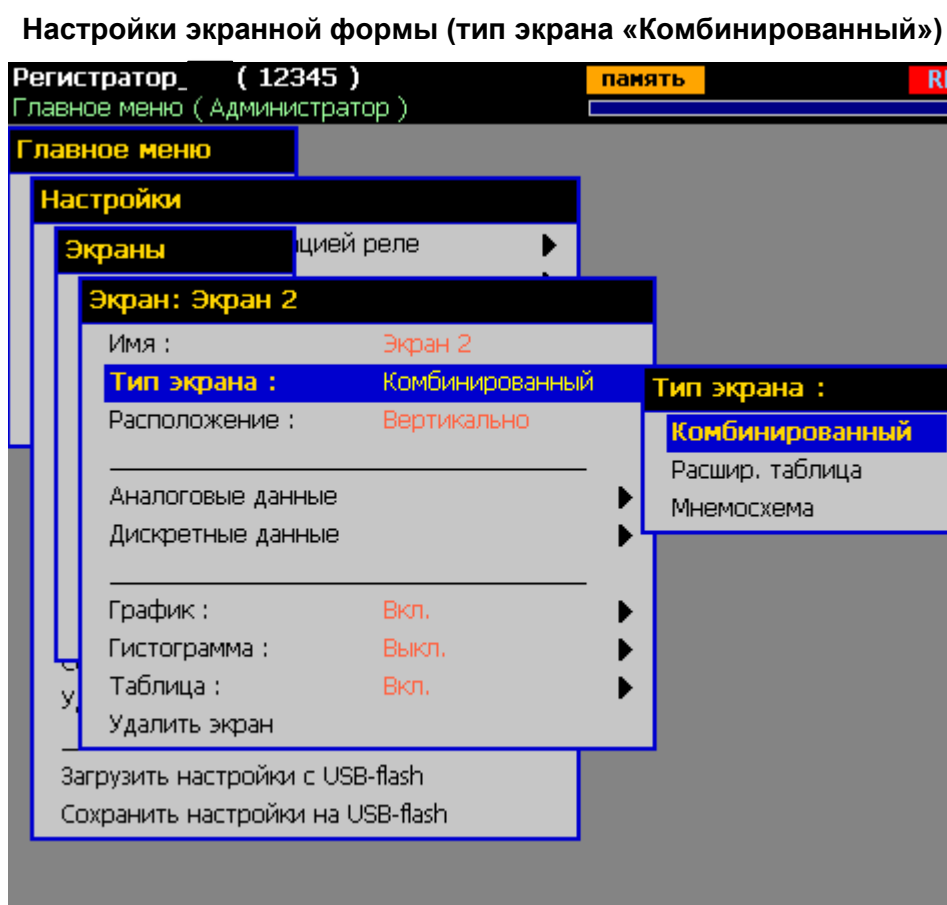 Настройки экранной формы (тип экрана «Комбинированный»)
Регистратор_ ( 12345 ) память
Главное меню ( Администратор )
Главное меню
Настройки
Экраны
Экран: Экран 2
Имя : Экран 2
Тип экрана : Комбинированный
Расположение : Вертикально
Аналоговые данные
Дискретные данные
График : Вкл.
Гистограмма : Выкл.
Таблица : Вкл.
Удалить экран
Тип экрана :
Комбинированный
Расшир. таблица
Мнемосхема
реле
Загрузить настройки с USB-flash
Сохранить настройки на USB-flash